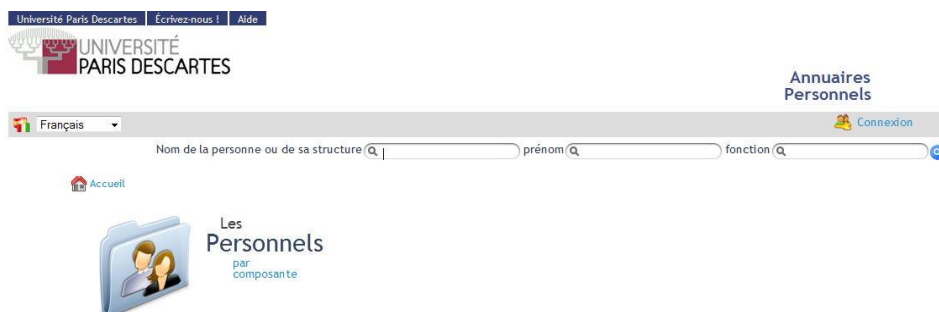 Université Paris Descartes Écrivez-nous ! Aide
UNIVERSITÉ
PARIS DESCARTES
Annuaires
Personnels
Français
Connexion
Nom de la personne ou de sa structure prénom fonction
Accueil
Les
Personnels
par
composante